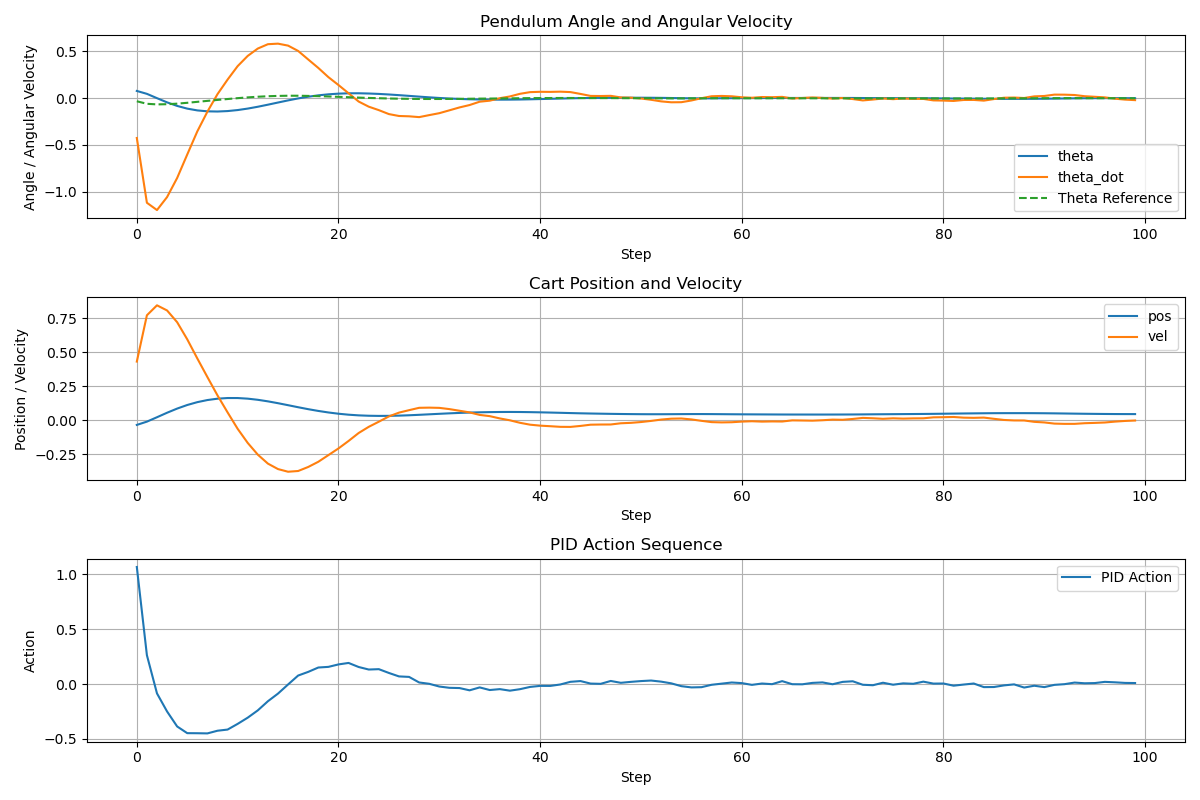 Pendulum Angle and Angular Velocity
Angle / Angular Velocity
0.5
0.0
−0.5
−1.0
theta
theta_dot
Theta Reference
0 20 40 60 80 100
Step
Cart Position and Velocity
Position / Velocity
0.75
0.50
0.25
0.00
−0.25
pos
vel
0 20 40 60 80 100
Step
PID Action Sequence
Action
1.0
0.5
0.0
−0.5
PID Action
0 20 40 60 80 100
Step